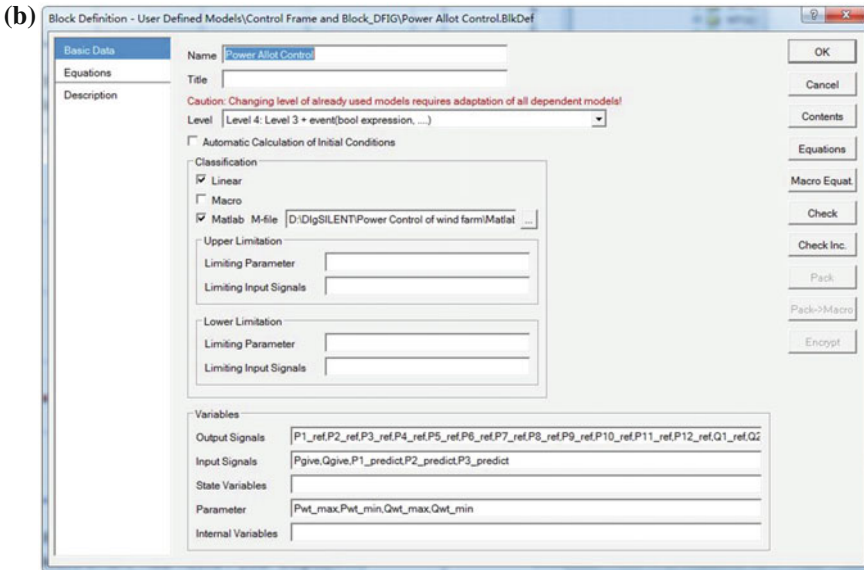 (b)
Block Definition - User Defined Models\Control Frame and Block_DFIG\Power Allot Control.BlkDef
Basic Data
Equations
Description
Name Power Allot Control
Title
Caution: Changing level of already used models requires adaptation of all dependent models!
Level Level 4: Level 3 + event(bool expression, ....)
Automatic Calculation of Initial Conditions
Classification
Linear
Macro
Matlab M-file D:\DIgSILENT\Power Control of wind farm\Matlat ...
Upper Limitation
Limiting Parameter
Limiting Input Signals
Lower Limitation
Limiting Parameter
Limiting Input Signals
Variables
Output Signals P1_ref,P2_ref,P3_ref,P4_ref,P5_ref,P6_ref,P7_ref,P8_ref,P9_ref,P10_ref,P11_ref,P12_ref,Q1_ref,Q2
Input Signals Pgive,Qgive,P1_predict,P2_predict,P3_predict
State Variables
Parameter Pwt_max,Pwt_min,Qwt_max,Qwt_min
Internal Variables
OK
Cancel
Contents
Equations
Macro Equat.
Check
Check Inc.
Pack
Pack->Macro
Encrypt